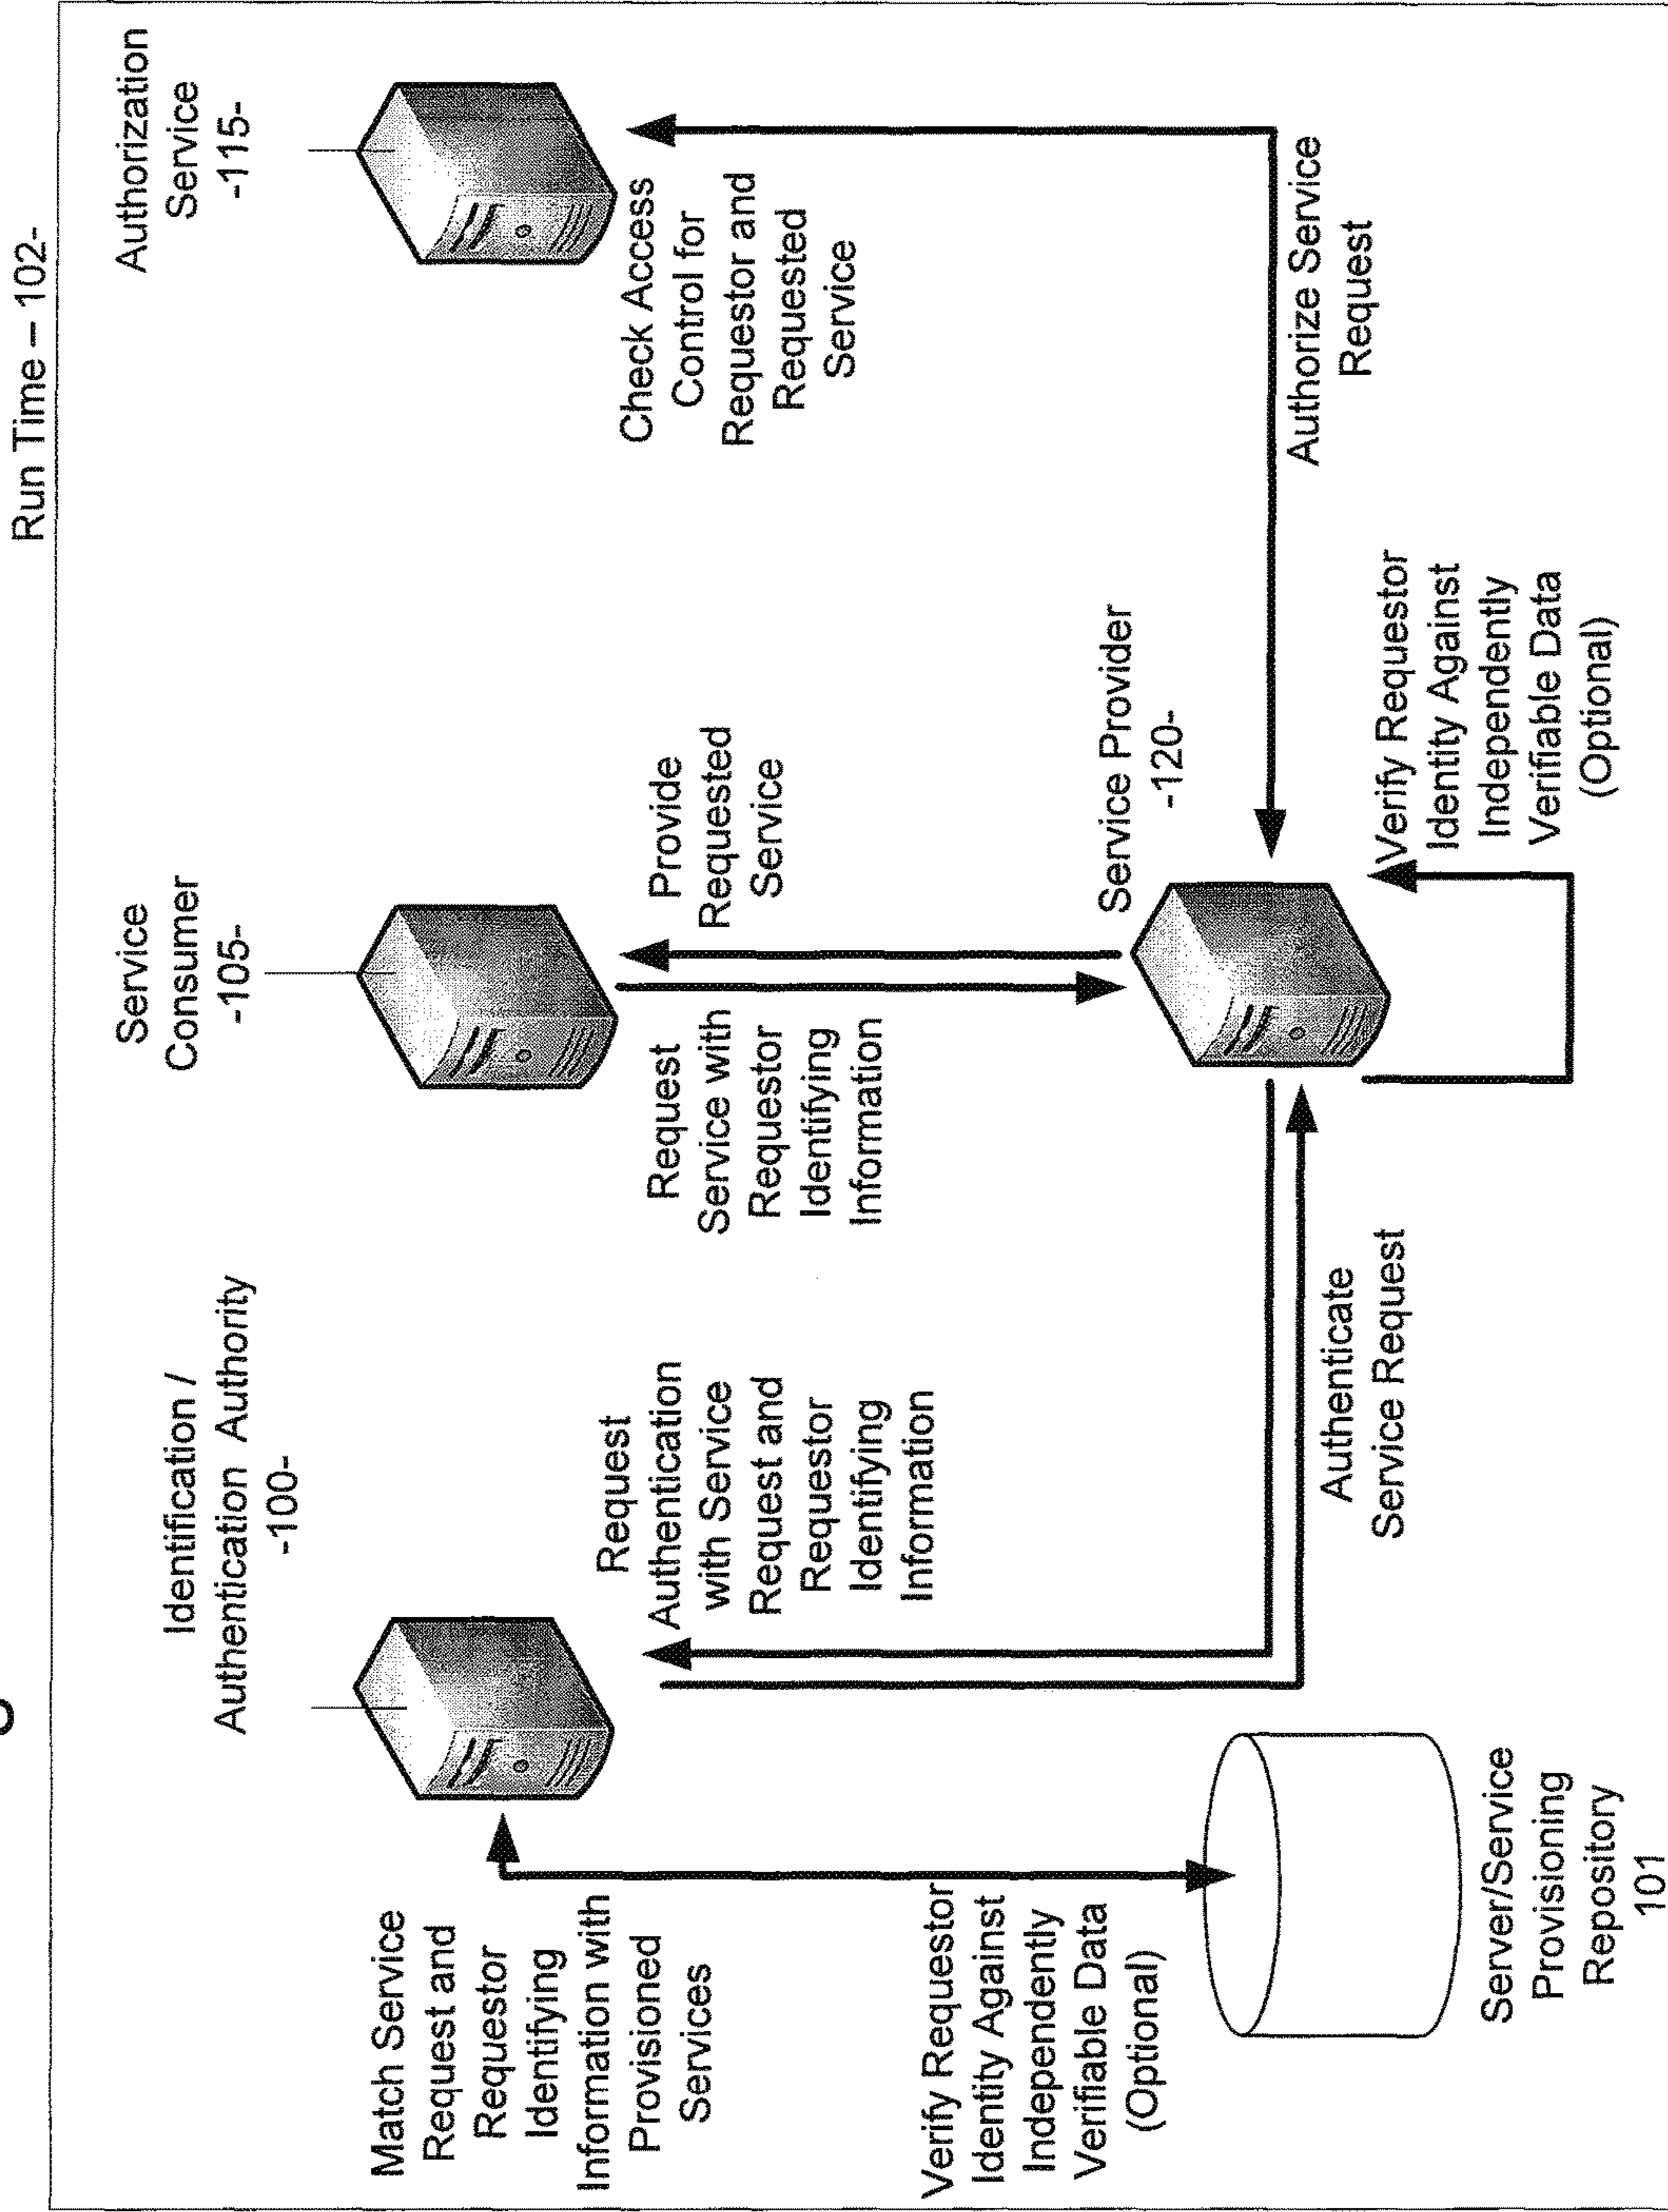 Run Time – 102-
Identification /
Authentication Authority
-100-
Service
Consumer
-105-
Authorization
Service
-115-
Match Service
Request and
Requestor
Identifying
Information with
Provisioned
Services
Request
Authentication
with Service
Request and
Requestor
Identifying
Information
Request
Service with
Requestor
Identifying
Information
Provide
Requested
Service
Check Access
Control for
Requestor and
Requested
Service
Verify Requestor
Identity Against
Independently
Verifiable Data
(Optional)
Service Provider
-120-
Authenticate
Service Request
Authorize Service
Request
Verify Requestor
Identity Against
Independently
Verifiable Data
(Optional)
Server/Service
Provisioning
Repository
101